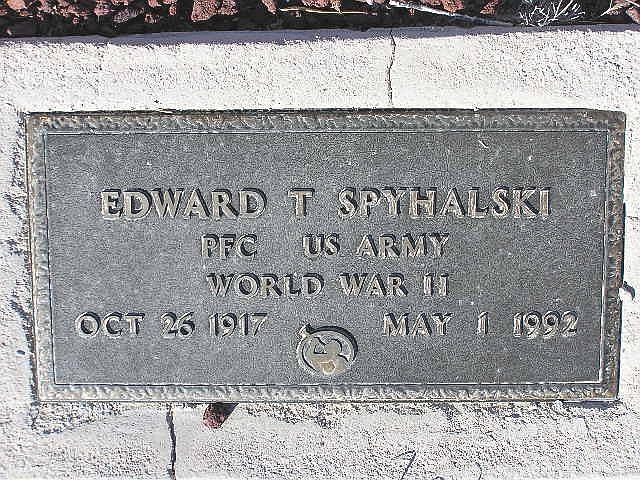 EDWARD T SPYHALSKI
PFC US ARMY
WORLD WAR II
OCT 26 1917 MAY 1 1992